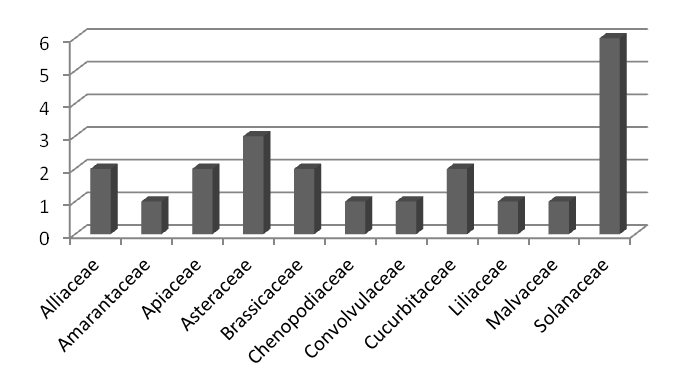 6
5
4
3
2
1
0
Alliaceae
Amarantaceae
Apiaceae
Asteraceae
Brassicaceae
Chenopodiaceae
Convolvulaceae
Cucurbitaceae
Liliaceae
Malvaceae
Solanaceae